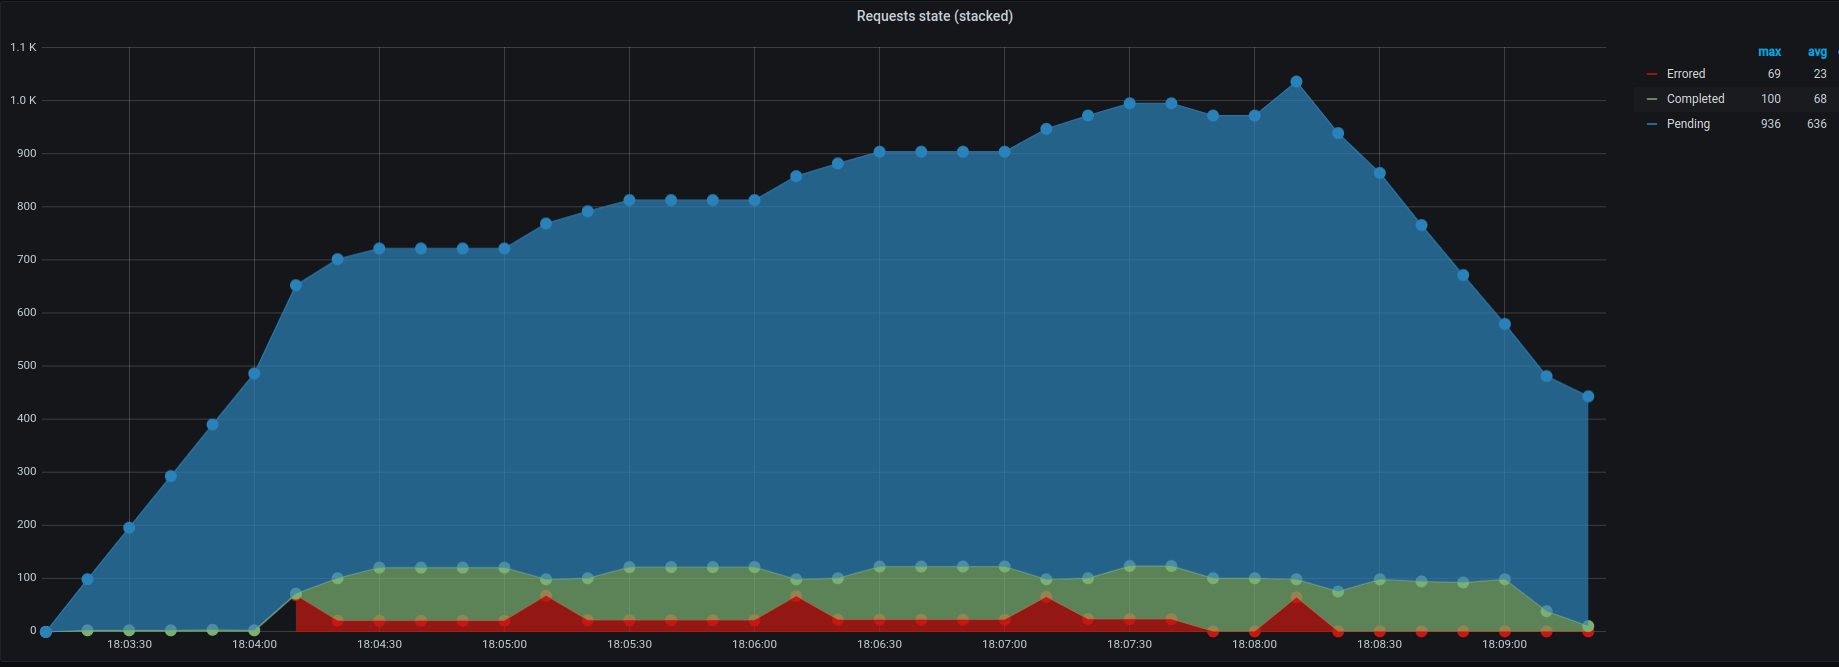 Requests state (stacked)
1.1 K
1.0 K
900
800
700
600
500
400
300
200
100
0
18:03:30 18:04:00 18:04:30 18:05:00 18:05:30 18:06:00 18:06:30 18:07:00 18:07:30 18:08:00 18:08:30 18:09:00
max avg
Errored 69 23
Completed 100 68
Pending 936 636